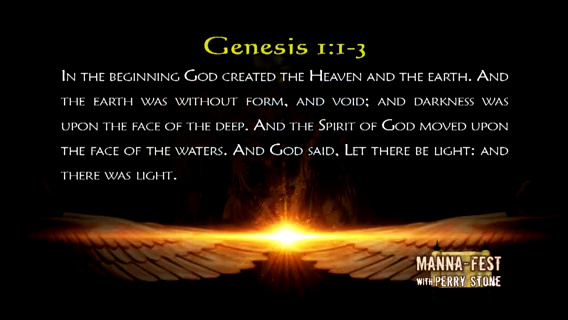 Genesis 1:1-3
In the beginning God created the Heaven and the earth. And
the earth was without form, and void; and darkness was
upon the face of the deep. And the Spirit of God moved upon
the face of the waters. And God said, Let there be light: and
there was light.
MANNA-FEST
WITH PERRY STONE